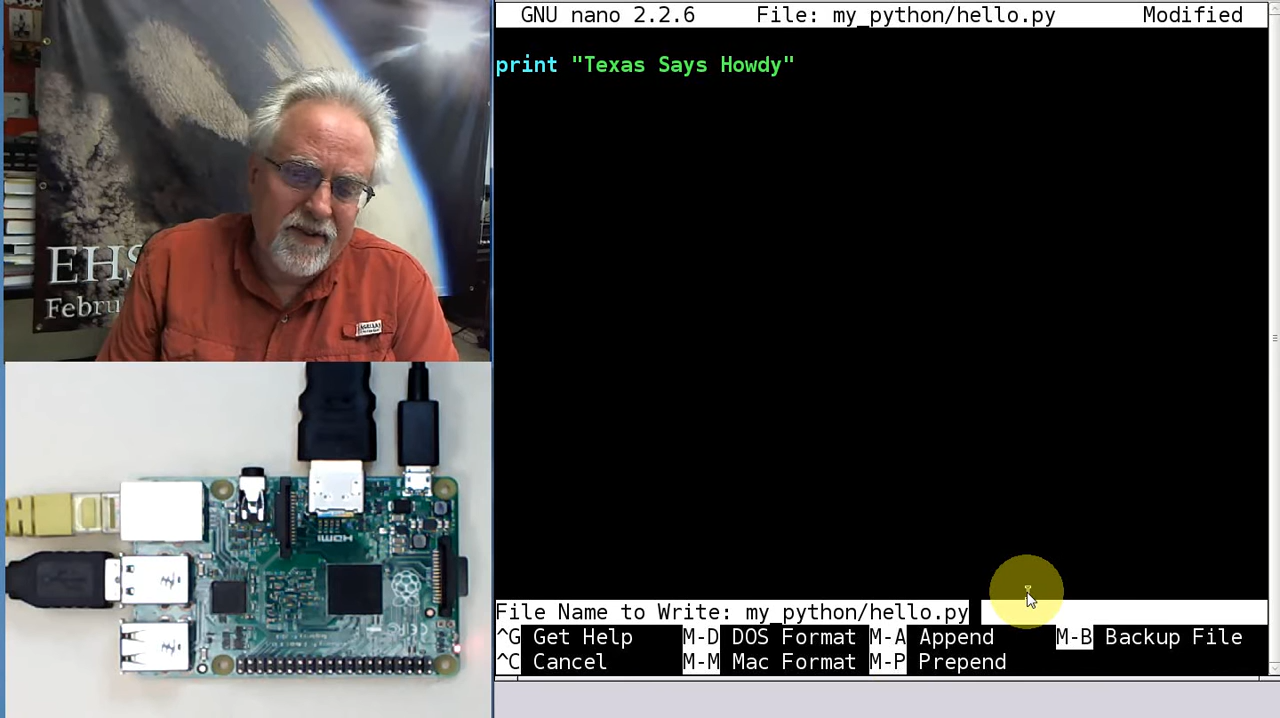 GNU nano 2.2.6 File: my_python/hello.py Modified
print "Texas Says Howdy"
File Name to Write: my_python/hello.py
^G Get Help M-D DOS Format M-A Append M-B Backup File
^C Cancel M-M Mac Format M-P Prepend
EHS
Febru
HDMI